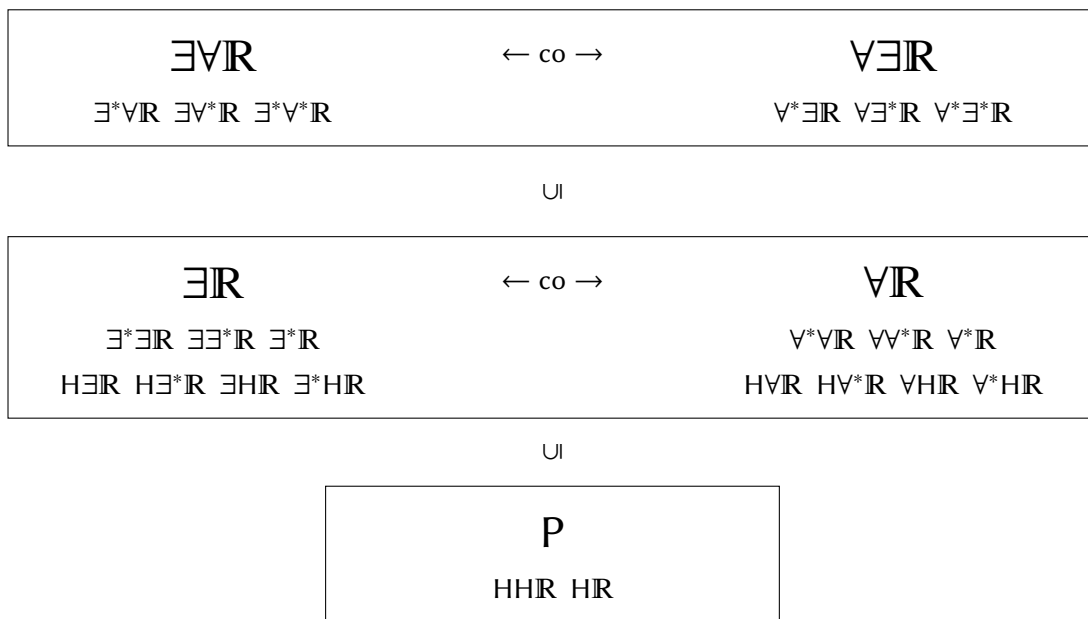 ∃∀ℝ ← co → ∀∃ℝ
∃*∀ℝ ∃∀*ℝ ∃*∀*ℝ ∀*∃ℝ ∀∃*ℝ ∀*∃*ℝ
∪|
∃ℝ ← co → ∀ℝ
∃*∃ℝ ∃∃*ℝ ∃*ℝ ∀*∀ℝ ∀∀*ℝ ∀*ℝ
H∃ℝ H∃*ℝ ∃Hℝ ∃*Hℝ H∀ℝ H∀*ℝ ∀Hℝ ∀*Hℝ
∪|
P
HHℝ Hℝ